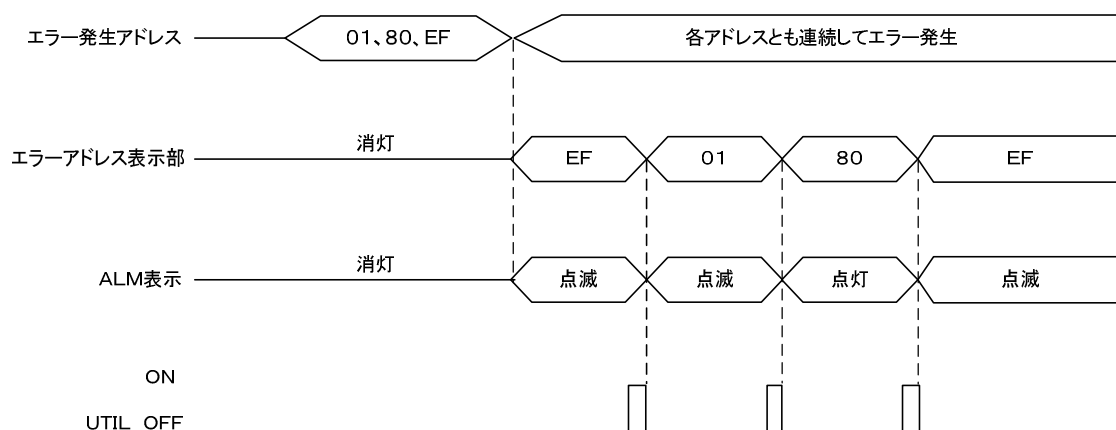 エラー発生アドレス 01、80、EF 各アドレスとも連続してエラー発生
消灯
エラーアドレス表示部 EF 01 80 EF
消灯
ALM表示 点滅 点滅 点灯 点滅
ON
UTIL OFF